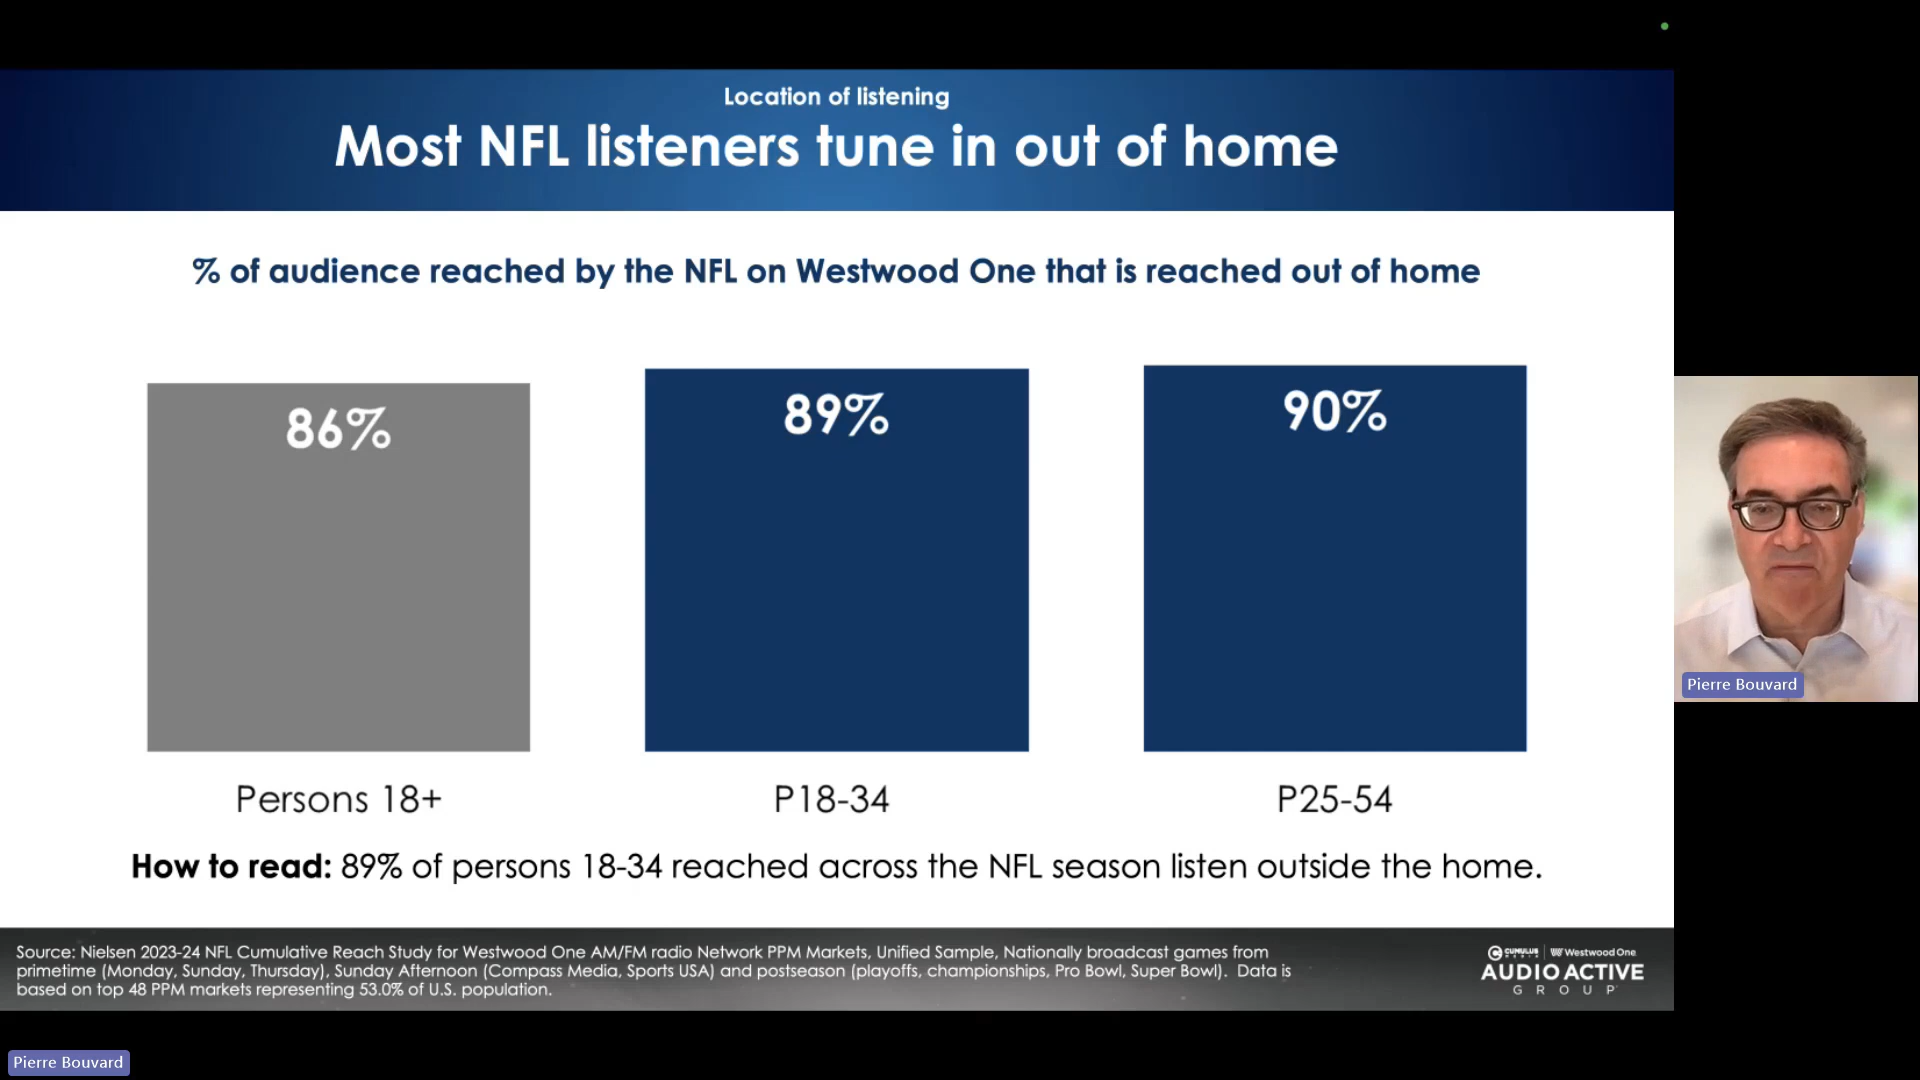 Location of listening
Most NFL listeners tune in out of home
% of audience reached by the NFL on Westwood One that is reached out of home
86%
89%
90%
Persons 18+
P18-34
P25-54
How to read: 89% of persons 18-34 reached across the NFL season listen outside the home.
Source: Nielsen 2023-24 NFL Cumulative Reach Study for Westwood One AM/FM radio Network PPM Markets, Unified Sample, Nationally broadcast games from
primetime (Monday, Sunday, Thursday), Sunday Afternoon (Compass Media, Sports USA) and postseason (playoffs, championships, Pro Bowl, Super Bowl). Data is
based on top 48 PPM markets representing 53.0% of U.S. population.
CUMULUS MEDIA | Westwood One
AUDIO ACTIVE
GROUP
Pierre Bouvard
Pierre Bouvard